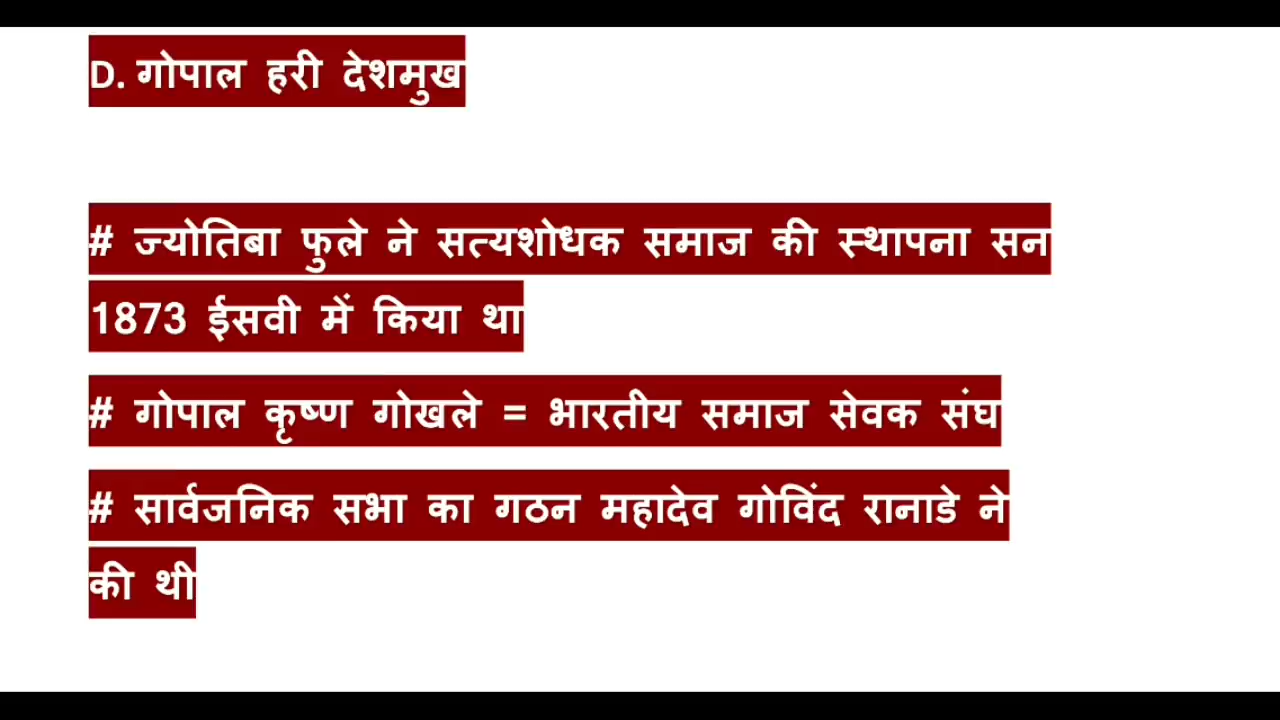 D. गोपाल हरी देशमुख
# ज्योतिबा फुले ने सत्यशोधक समाज की स्थापना सन
1873 ईसवी में किया था
# गोपाल कृष्ण गोखले = भारतीय समाज सेवक संघ
# सार्वजनिक सभा का गठन महादेव गोविंद रानाडे ने
की थी